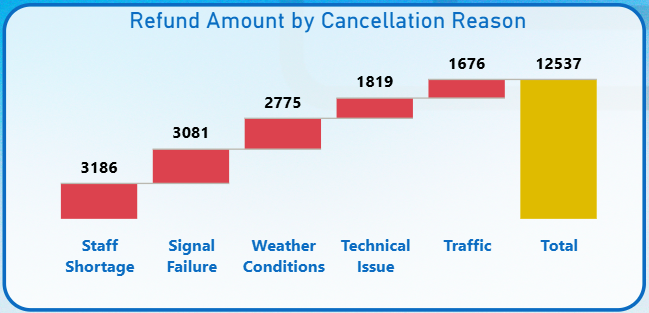 Refund Amount by Cancellation Reason
3186
3081
2775
1819
1676
12537
Staff
Shortage
Signal
Failure
Weather
Conditions
Technical
Issue
Traffic
Total